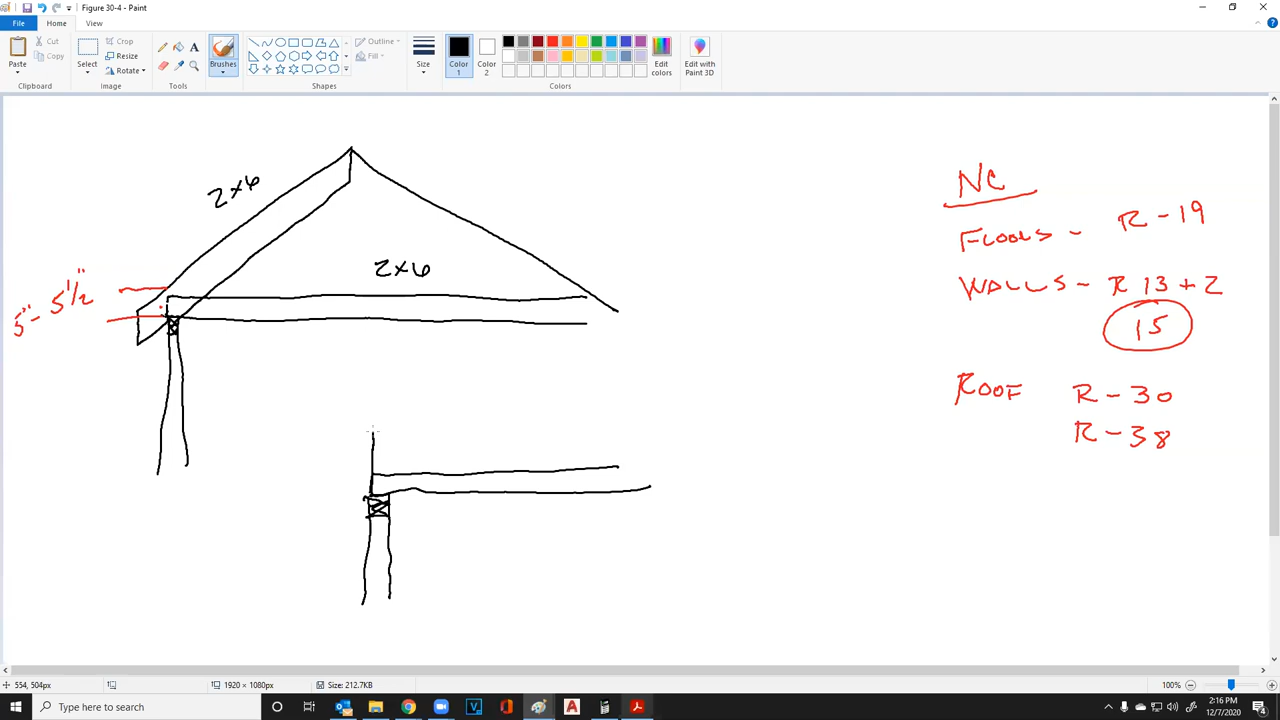 Figure 30-4 - Paint
File Home View
Paste
Cut
Copy
Clipboard
Select
Crop
Resize
Rotate
Image
A
Tools
Brushes
Outline
Fill
Shapes
Size
Color 1
Color 2
Edit colors
Edit with Paint 3D
Colors
2x6
2x6
5" - 5 1/2"
NC
FLOORS - R-19
WALLS - R 13 + 2
15
ROOF R-30
R-38
554, 504px
1920 × 1080px
Size: 212.7KB
100%
Type here to search
2:16 PM
12/7/2020